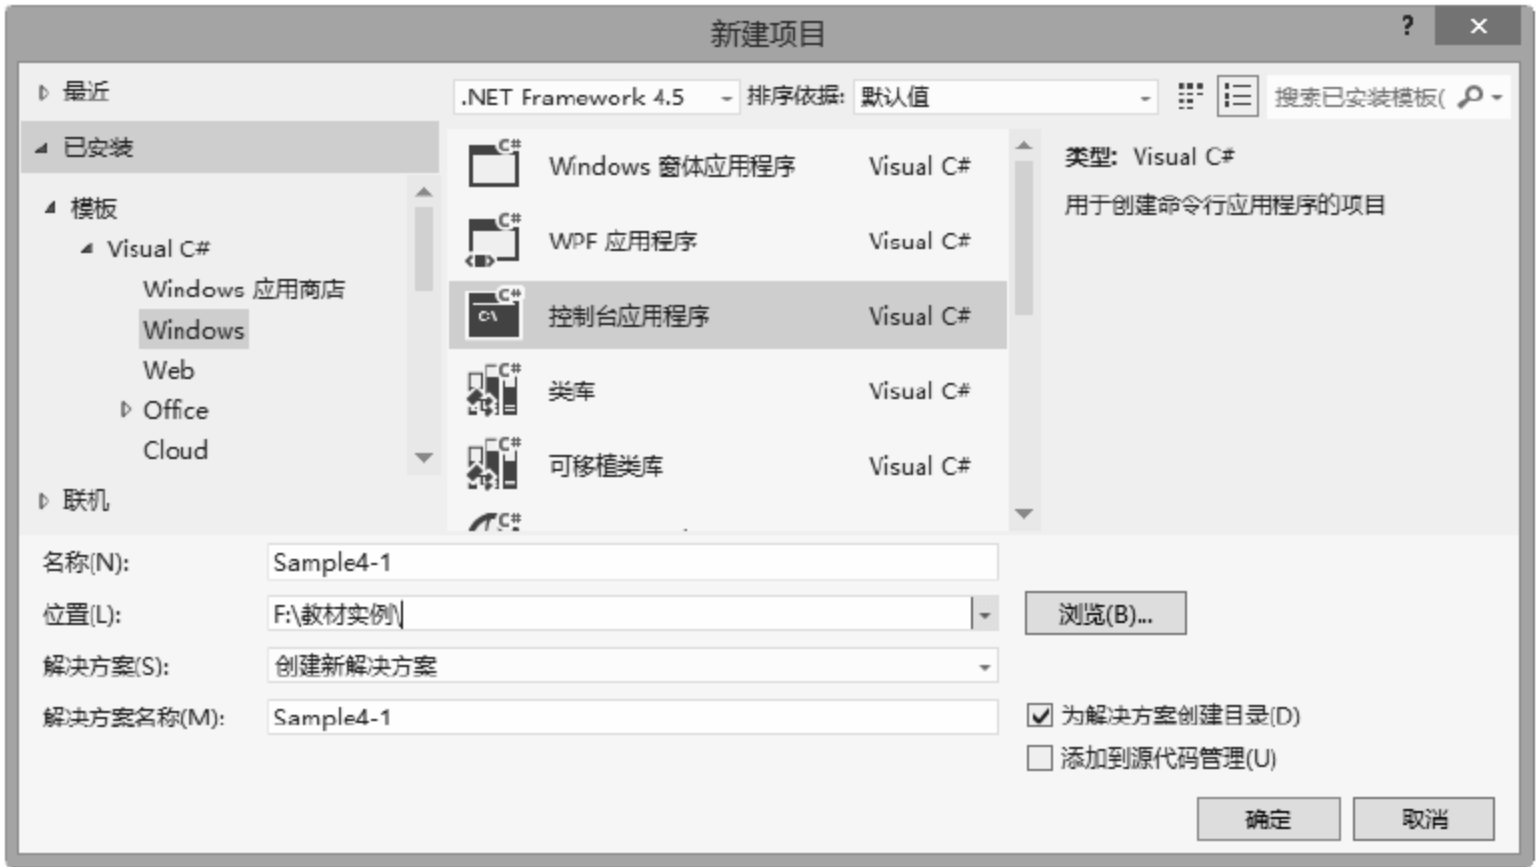 新建项目
?
最近
已安装
模板
Visual C#
Windows 应用商店
Windows
Web
Office
Cloud
联机
.NET Framework 4.5 排序依据: 默认值 搜索已安装模板(
C# Windows 窗体应用程序 Visual C#
C# WPF 应用程序 Visual C#
C# C:\ 控制台应用程序 Visual C#
C# 类库 Visual C#
C# 可移植类库 Visual C#
C#
类型: Visual C#
用于创建命令行应用程序的项目
名称(N): Sample4-1
位置(L): F:\教材实例\ 浏览(B)...
解决方案(S): 创建新解决方案
解决方案名称(M): Sample4-1 为解决方案创建目录(D)
添加到源代码管理(U)
确定 取消